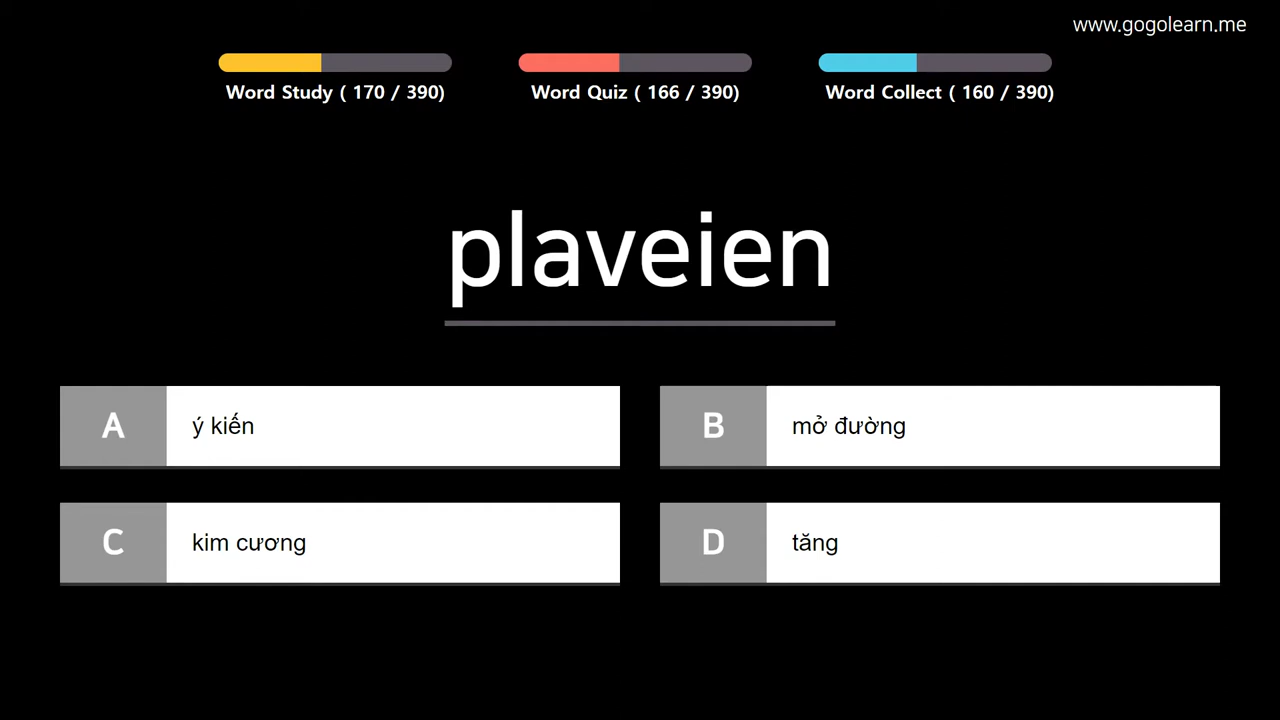 www.gogolearn.me
Word Study ( 170 / 390)
Word Quiz ( 166 / 390)
Word Collect ( 160 / 390)
plaveien
A ý kiến
B mở đường
C kim cương
D tăng